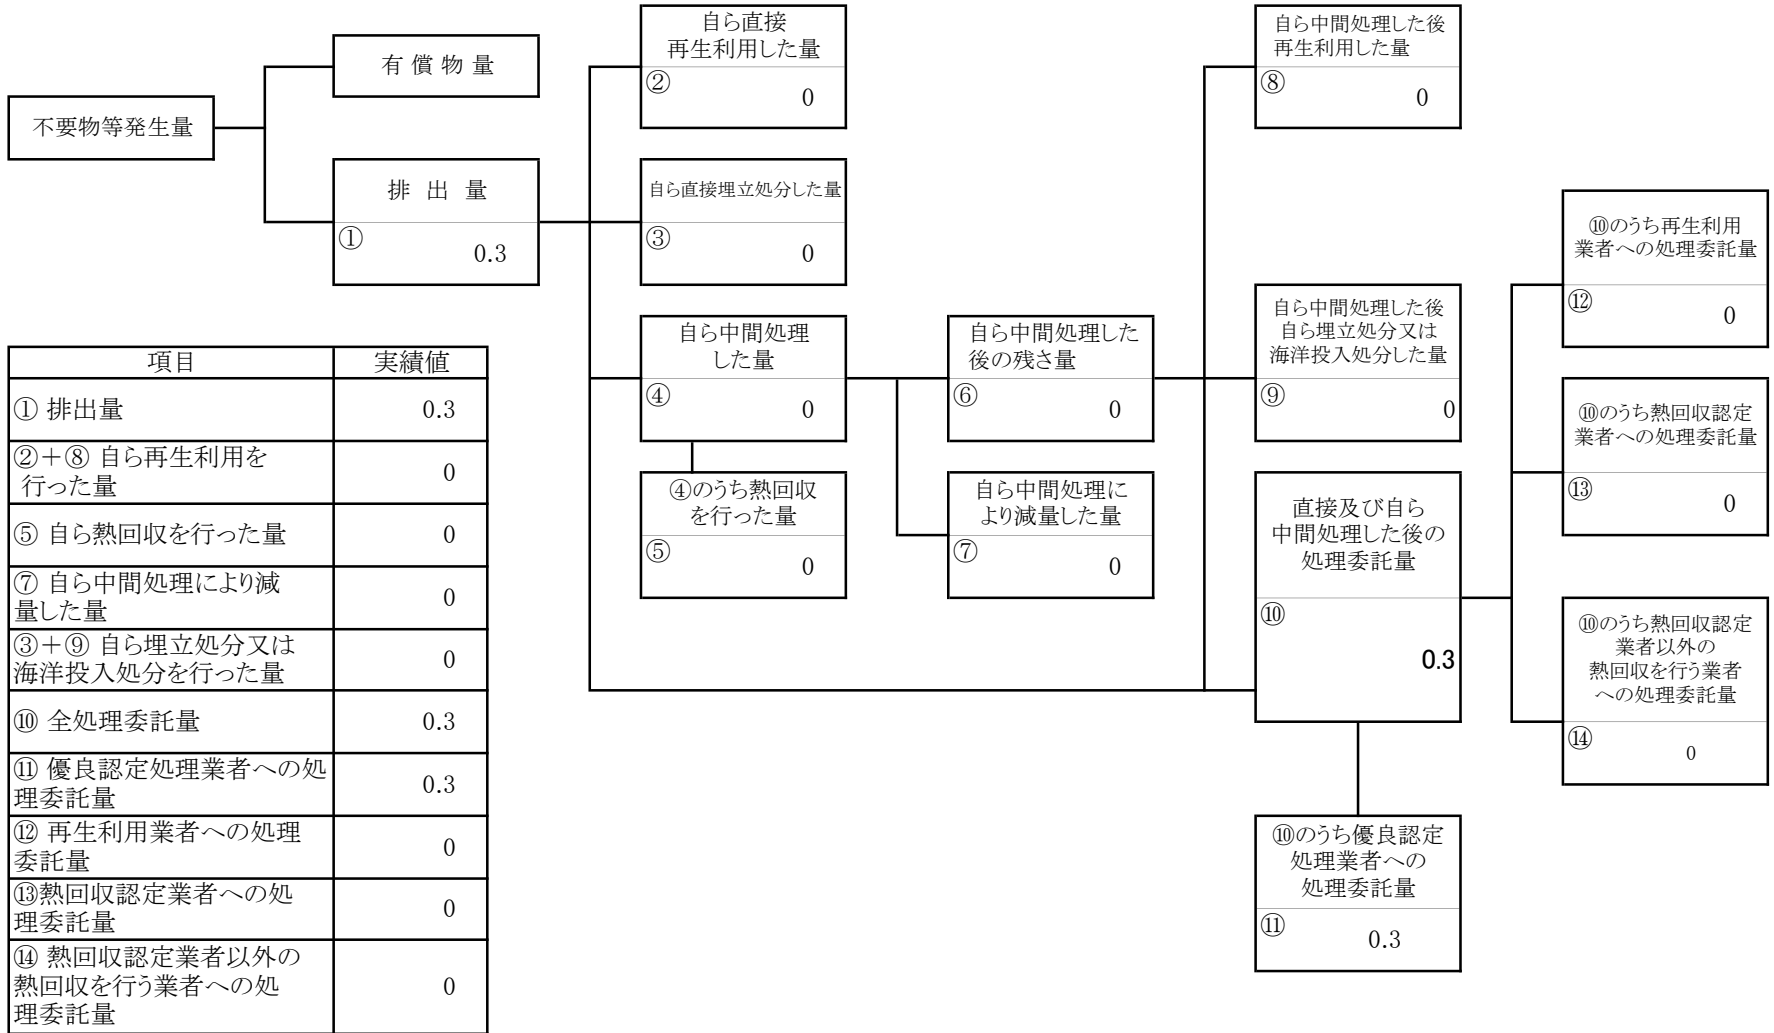 不要物等発生量
有 償 物 量
排 出 量
①
0.3
自ら直接
再生利用した量
②
0
自ら直接埋立処分した量
③
0
自ら中間処理
した量
④
0
④のうち熱回収
を行った量
⑤
0
自ら中間処理した
後の残さ量
⑥
0
自ら中間処理に
より減量した量
⑦
0
自ら中間処理した後
再生利用した量
⑧
0
自ら中間処理した後
自ら埋立処分又は
海洋投入処分した量
⑨
0
直接及び自ら
中間処理した後の
処理委託量
⑩
0.3
⑩のうち優良認定
処理業者への
処理委託量
⑪
0.3
⑩のうち再生利用
業者への処理委託量
⑫
0
⑩のうち熱回収認定
業者への処理委託量
⑬
0
⑩のうち熱回収認定
業者以外の
熱回収を行う業者
への処理委託量
⑭
0
項目 実績値
① 排出量 0.3
②+⑧ 自ら再生利用を
行った量 0
⑤ 自ら熱回収を行った量 0
⑦ 自ら中間処理により減
量した量 0
③+⑨ 自ら埋立処分又は
海洋投入処分を行った量 0
⑩ 全処理委託量 0.3
⑪ 優良認定処理業者への処
理委託量 0.3
⑫ 再生利用業者への処理
委託量 0
⑬熱回収認定業者への処
理委託量 0
⑭ 熱回収認定業者以外の
熱回収を行う業者への処
理委託量 0